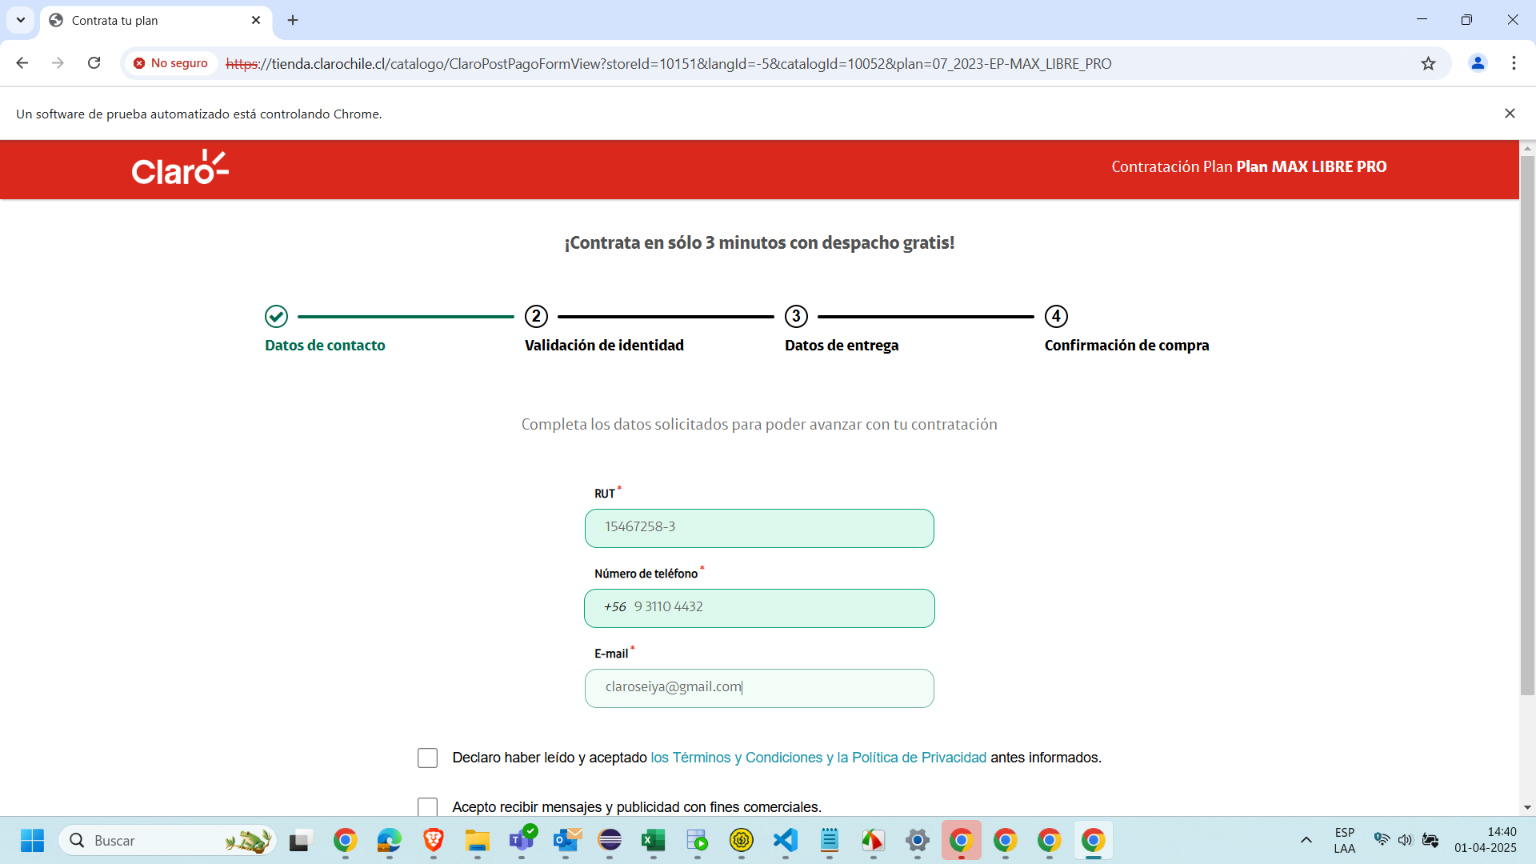 Contrata tu plan
No seguro
https://tienda.clarochile.cl/catalogo/ClaroPostPagoFormView?storeId=10151&langId=-5&catalogId=10052&plan=07_2023-EP-MAX_LIBRE_PRO
Un software de prueba automatizado está controlando Chrome.
Claro
Contratación Plan Plan MAX LIBRE PRO
¡Contrata en sólo 3 minutos con despacho gratis!
2 3 4
Datos de contacto Validación de identidad Datos de entrega Confirmación de compra
Completa los datos solicitados para poder avanzar con tu contratación
RUT*
15467258-3
Número de teléfono*
+56 9 3110 4432
E-mail*
claroseiya@gmail.com
Declaro haber leído y aceptado los Términos y Condiciones y la Política de Privacidad antes informados.
Acepto recibir mensajes y publicidad con fines comerciales.
Buscar
ESP
LAA
14:40
01-04-2025